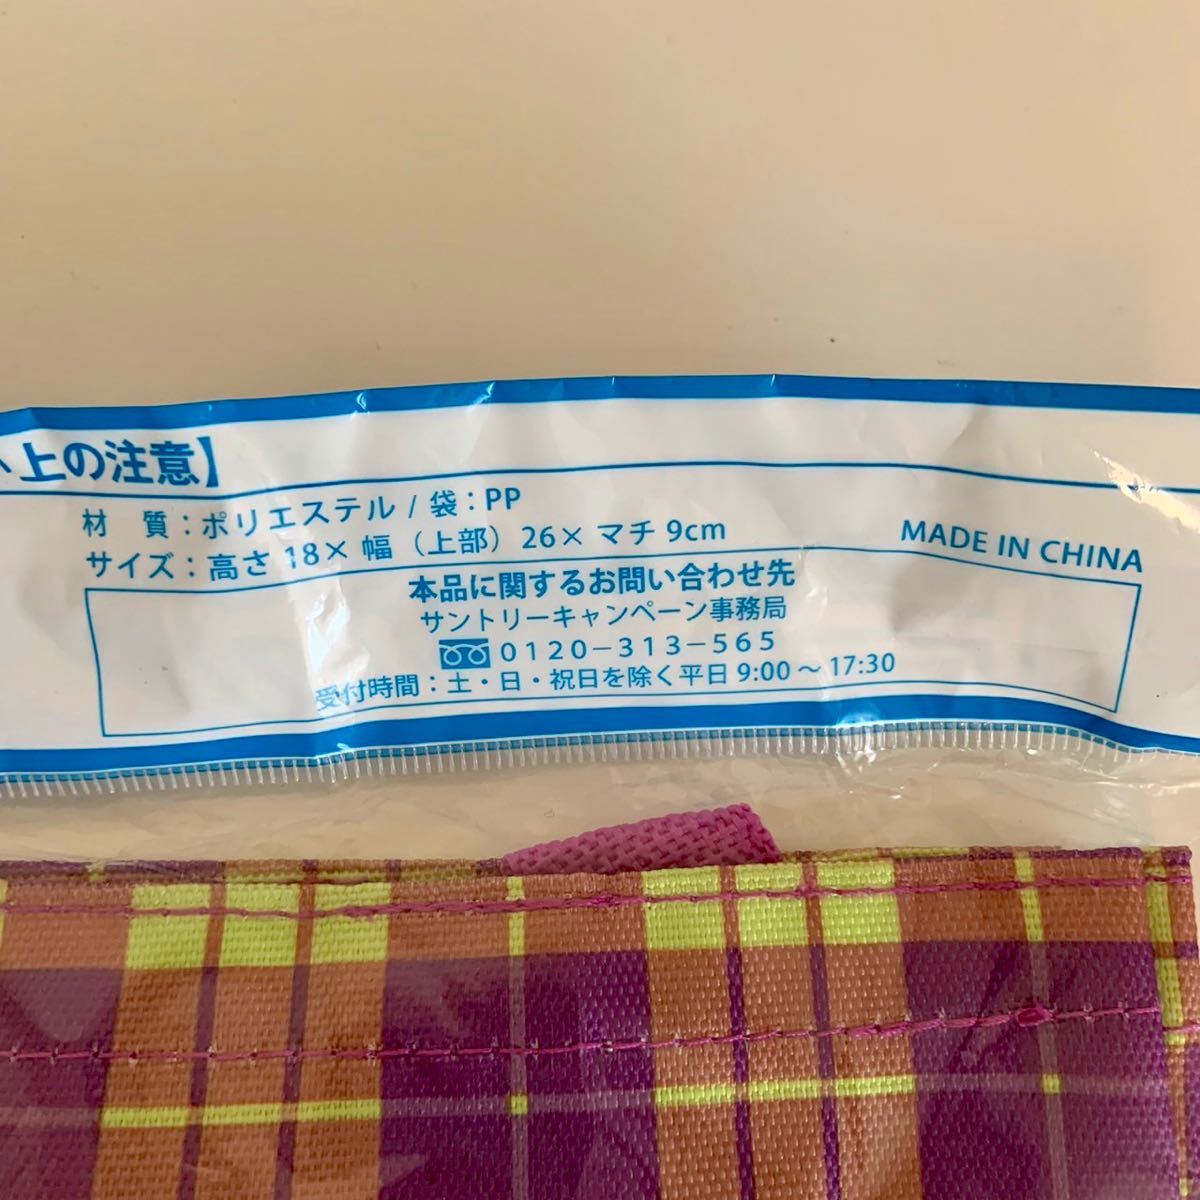 上の注意】
材　質：ポリエステル / 袋：PP
サイズ：高さ 18× 幅（上部）26× マチ 9cm
MADE IN CHINA
本品に関するお問い合わせ先
サントリーキャンペーン事務局
0120-313-565
受付時間：土・日・祝日を除く平日 9:00 〜 17:30